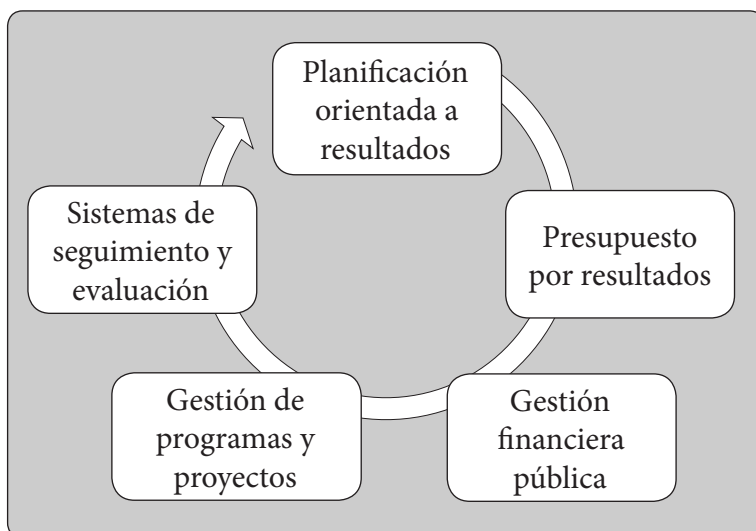 Planificación
orientada a
resultados
Presupuesto
por resultados
Gestión
financiera
pública
Gestión de
programas y
proyectos
Sistemas de
seguimiento y
evaluación